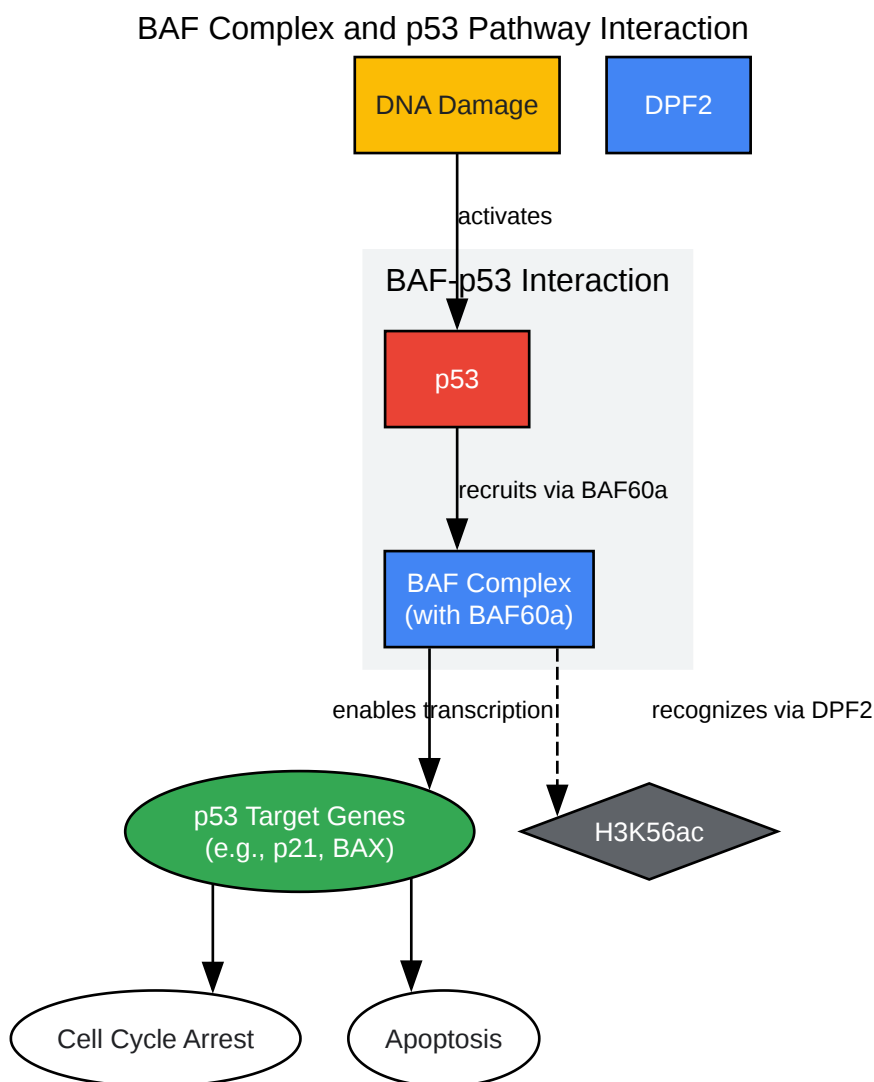 BAF Complex and p53 Pathway Interaction
DNA Damage
DPF2
activates
BAF-p53 Interaction
p53
recruits via BAF60a
BAF Complex
(with BAF60a)
enables transcription
recognizes via DPF2
p53 Target Genes
(e.g., p21, BAX)
H3K56ac
Cell Cycle Arrest
Apoptosis